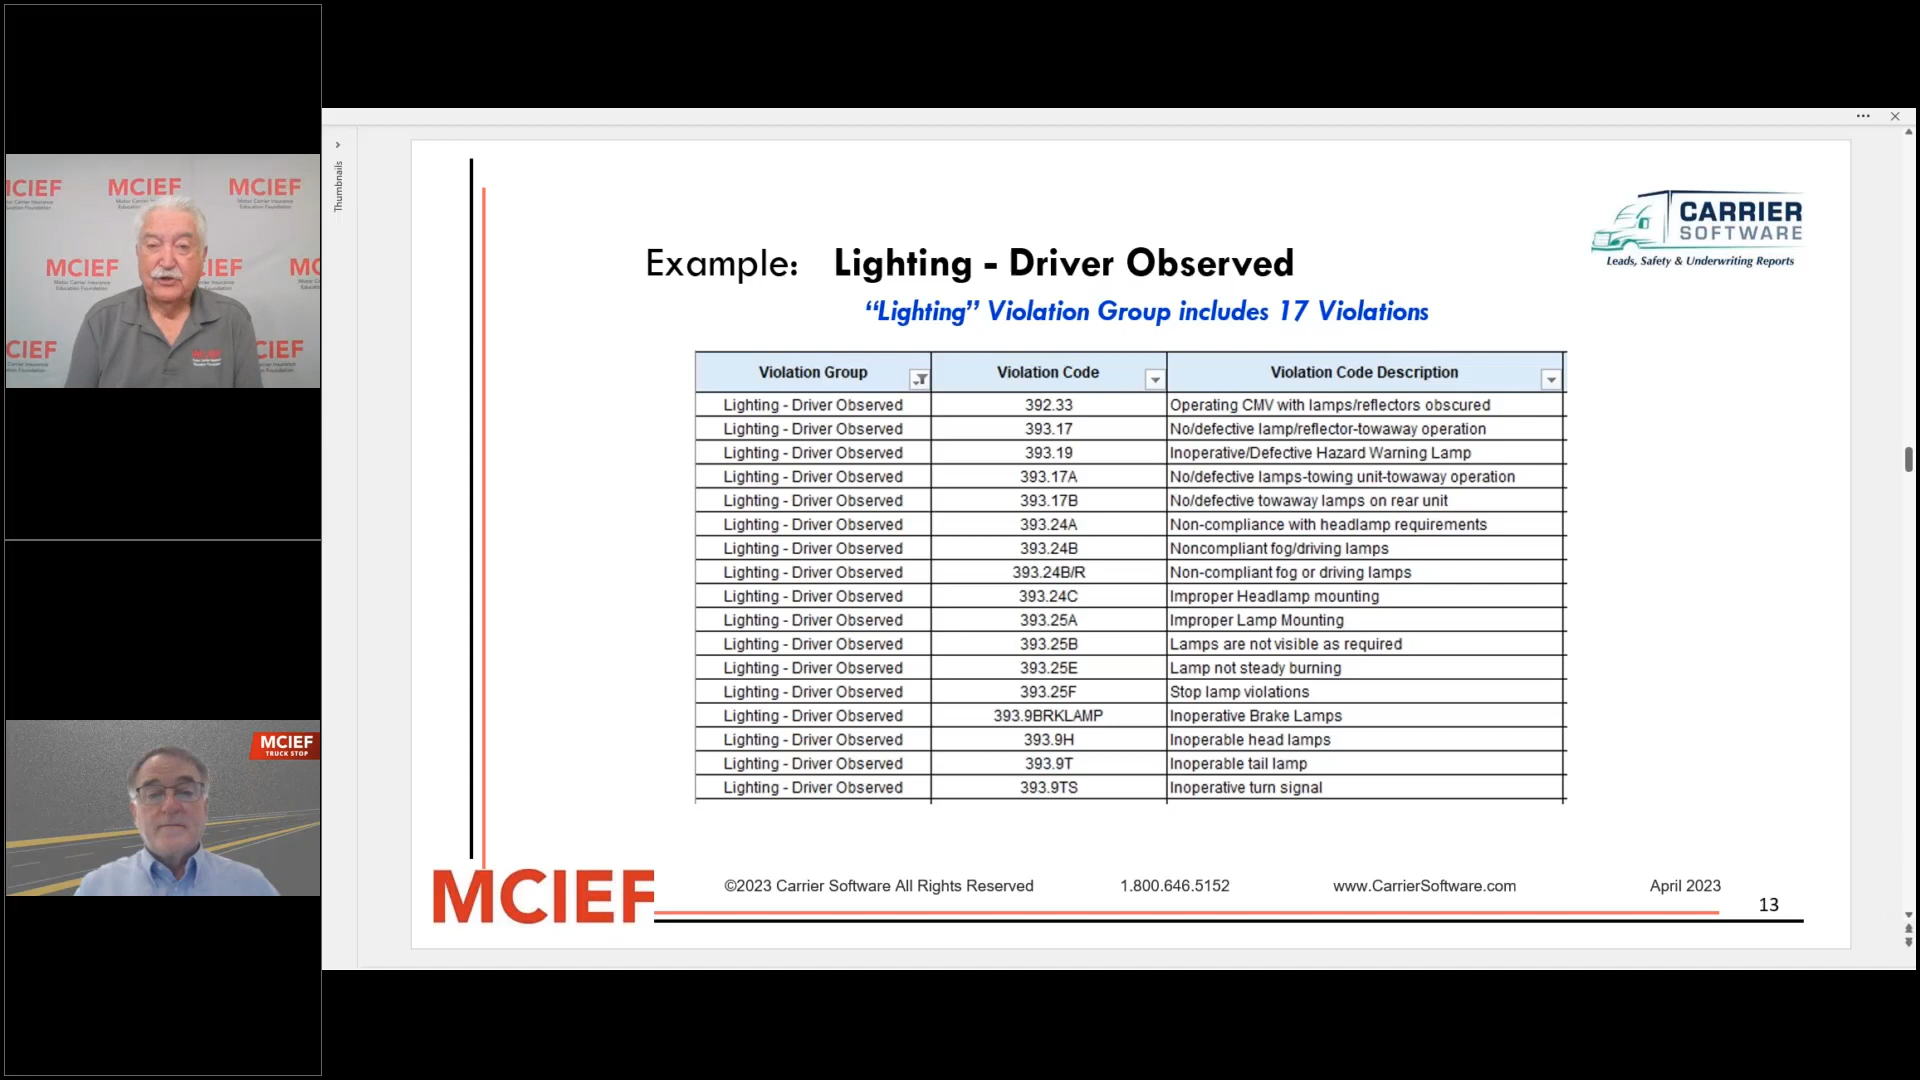 MCIEF MCIEF MCIEF
MCIEF
MCIEF
TRUCK STOP
Thumbnails
CARRIER
SOFTWARE
Leads, Safety & Underwriting Reports
Example: Lighting - Driver Observed
“Lighting” Violation Group includes 17 Violations
Violation Group Violation Code Violation Code Description
Lighting - Driver Observed 392.33 Operating CMV with lamps/reflectors obscured
Lighting - Driver Observed 393.17 No/defective lamp/reflector-towaway operation
Lighting - Driver Observed 393.19 Inoperative/Defective Hazard Warning Lamp
Lighting - Driver Observed 393.17A No/defective lamps-towing unit-towaway operation
Lighting - Driver Observed 393.17B No/defective towaway lamps on rear unit
Lighting - Driver Observed 393.24A Non-compliance with headlamp requirements
Lighting - Driver Observed 393.24B Noncompliant fog/driving lamps
Lighting - Driver Observed 393.24B/R Non-compliant fog or driving lamps
Lighting - Driver Observed 393.24C Improper Headlamp mounting
Lighting - Driver Observed 393.25A Improper Lamp Mounting
Lighting - Driver Observed 393.25B Lamps are not visible as required
Lighting - Driver Observed 393.25E Lamp not steady burning
Lighting - Driver Observed 393.25F Stop lamp violations
Lighting - Driver Observed 393.9BRKLAMP Inoperative Brake Lamps
Lighting - Driver Observed 393.9H Inoperable head lamps
Lighting - Driver Observed 393.9T Inoperable tail lamp
Lighting - Driver Observed 393.9TS Inoperative turn signal
MCIEF
©2023 Carrier Software All Rights Reserved 1.800.646.5152 www.CarrierSoftware.com April 2023
13